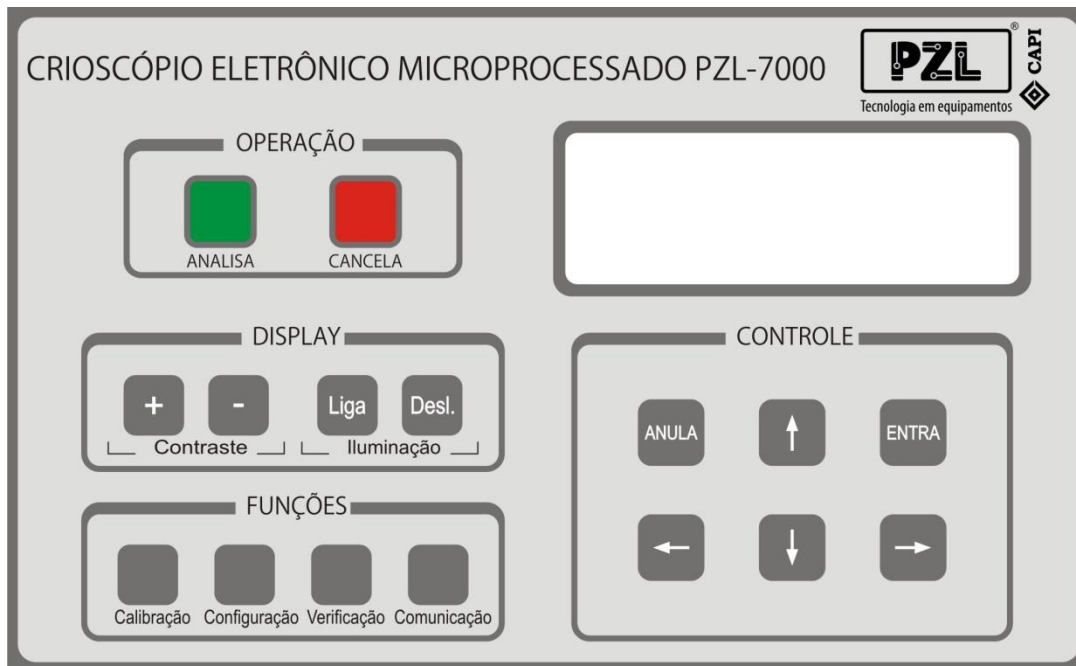 CRIOSCÓPIO ELETRÔNICO MICROPROCESSADO PZL-7000
PZL
®
CAPI
Tecnologia em equipamentos
OPERAÇÃO
ANALISA CANCELA
DISPLAY
+ - Liga Desl.
Contraste Iluminação
FUNÇÕES
Calibração Configuração Verificação Comunicação
CONTROLE
ANULA ↑ ENTRA
← ↓ →